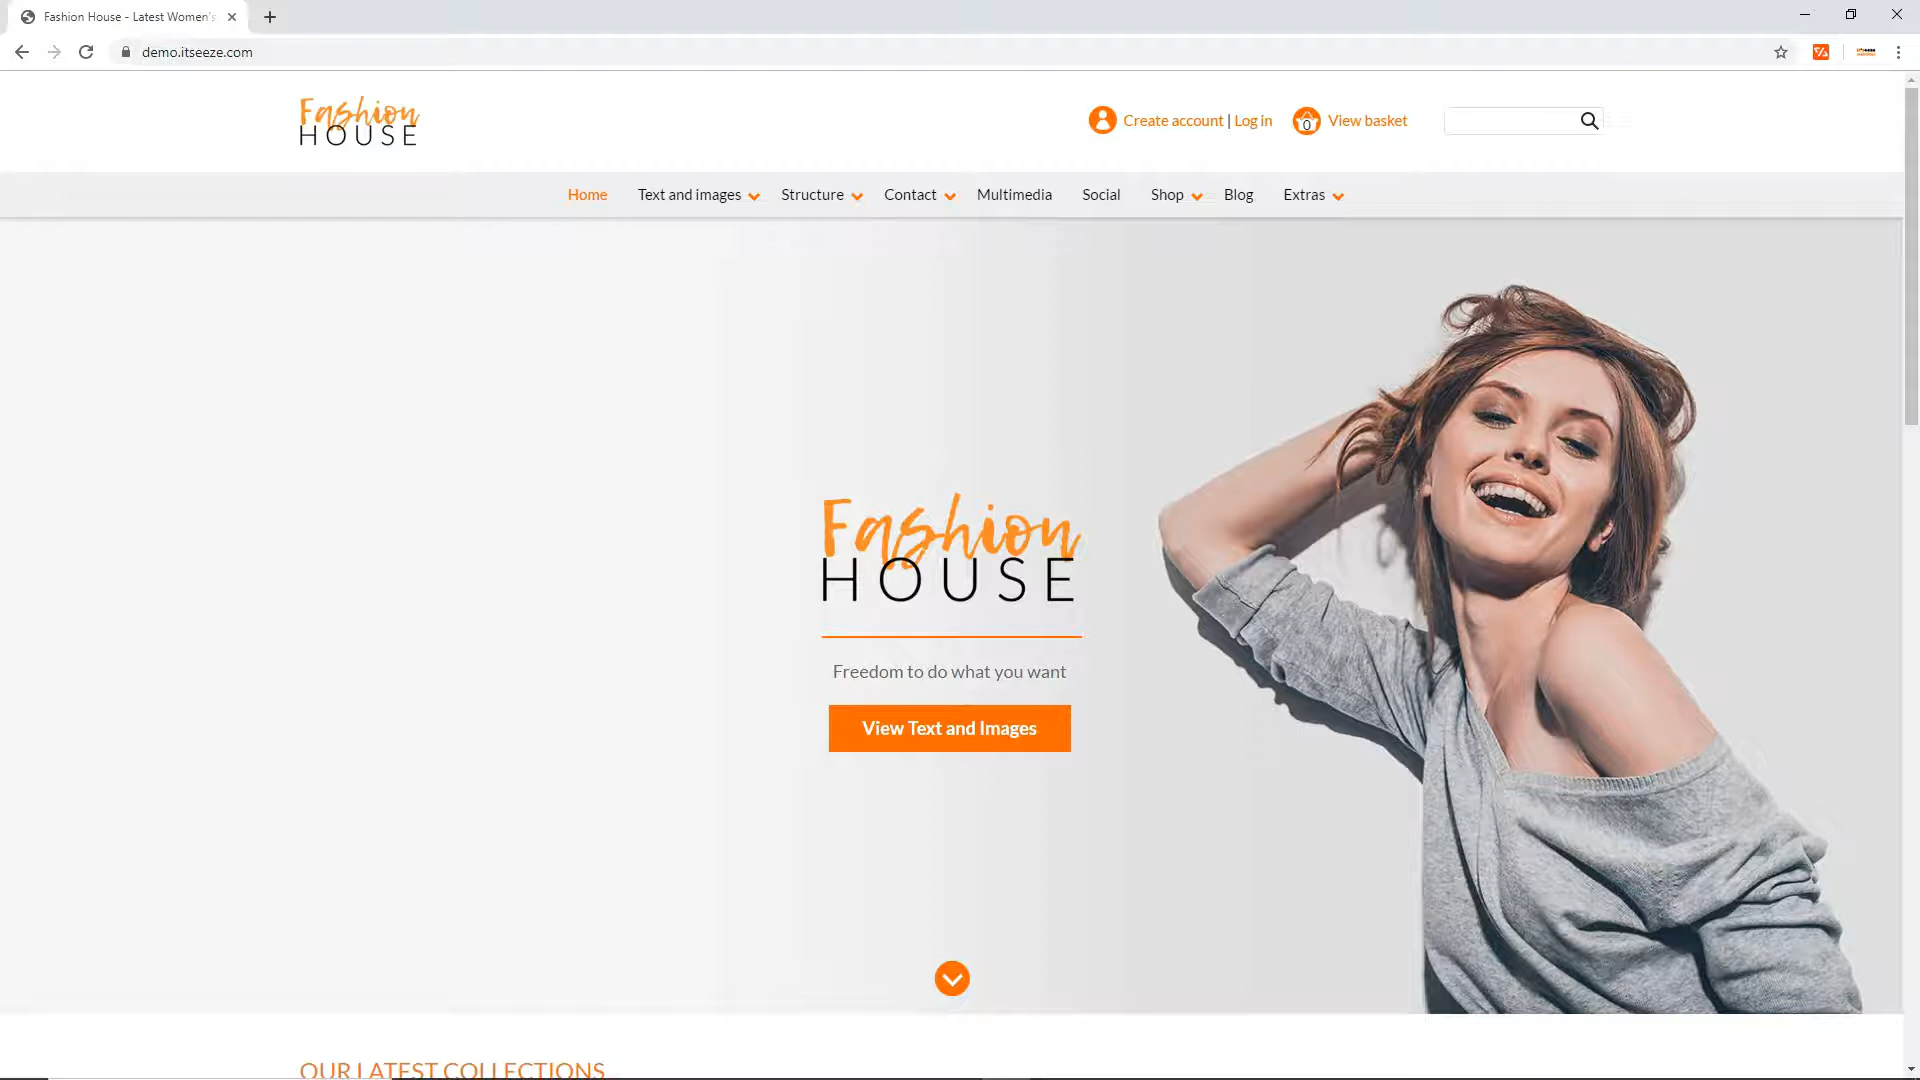 Fashion House - Latest Women's
demo.itseeze.com
Fashion
HOUSE
Create account | Log in
0
View basket
Home
Text and images
Structure
Contact
Multimedia
Social
Shop
Blog
Extras
Fashion
HOUSE
Freedom to do what you want
View Text and Images
OUR LATEST COLLECTIONS